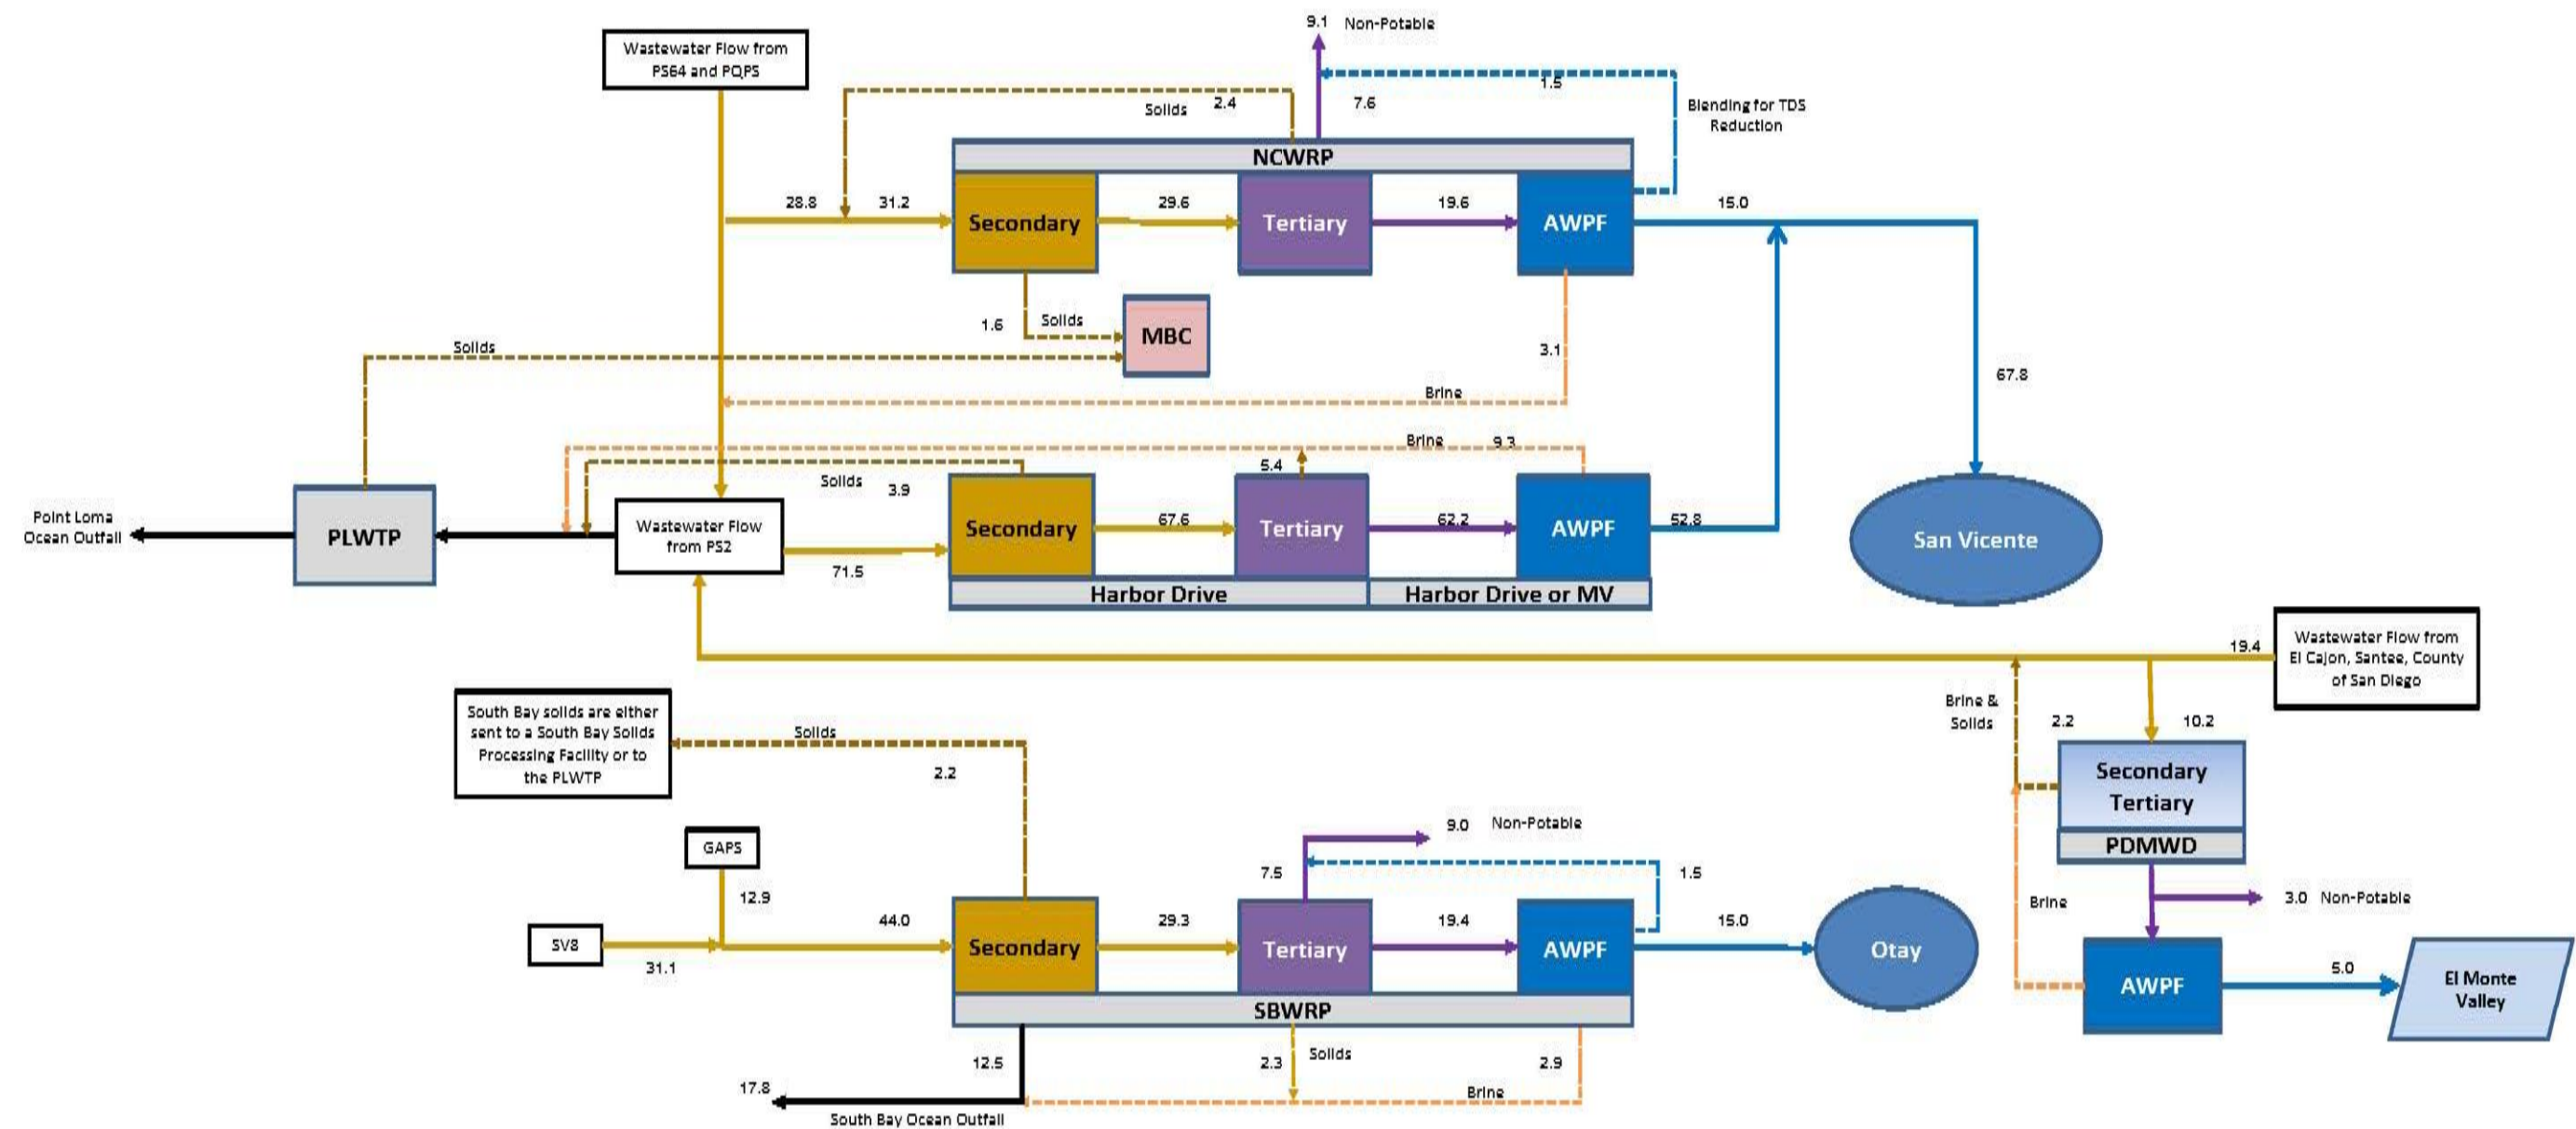 9.1 Non-Potable
Wastewater Flow from
PS64 and PQPS
1.5
Solids 2.4
7.6
Blending for TDS
Reduction
NCWRP
28.8
31.2
Secondary
29.6
Tertiary
19.6
AWPF
15.0
1.6
Solids
MBC
Solids
3.1
Brine
67.8
Brine 9.3
5.4
Solids 3.9
Point Loma
Ocean Outfall
PLWTP
Wastewater Flow
from PS2
71.5
Secondary
67.6
Tertiary
62.2
AWPF
52.8
San Vicente
Harbor Drive
Harbor Drive or MV
19.4
Wastewater Flow from
El Cajon, Santee, County
of San Diego
Brine &
Solids
2.2
10.2
South Bay solids are either
sent to a South Bay Solids
Processing Facility or to
the PLWTP
Solids
2.2
Secondary
Tertiary
PDMWD
GAPS
12.9
9.0 Non-Potable
7.5
1.5
SV8
31.1
44.0
Secondary
29.3
Tertiary
19.4
AWPF
15.0
Otay
Brine
3.0 Non-Potable
AWPF
5.0
El Monte
Valley
SBWRP
12.5
2.3
Solids
2.9
17.8
Brine
South Bay Ocean Outfall